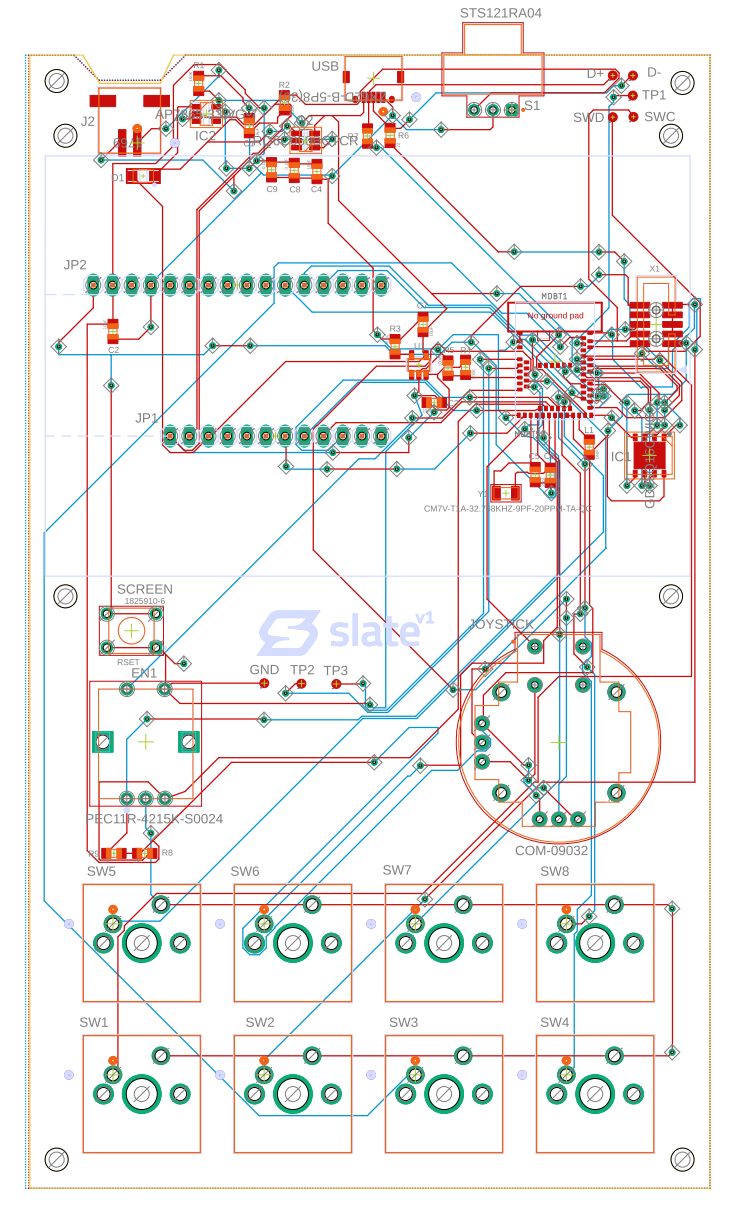 STS121RA04
USB
R1
R2
D+
D-
TP1
J2
IC2
S1
R6
SWD
SWC
D1
C9
C8
C4
JP2
X1
MDBT1
No ground pad
C2
R3
JP1
L1
IC1
CM7V-T1A-32.768KHZ-9PF-20PPM-TA-QC
SCREEN
1825910-6
slate v1
JOYSTICK
RSET
EN1
GND
TP2
TP3
PEC11R-4215K-S0024
R8
COM-09032
SW5
SW6
SW7
SW8
SW1
SW2
SW3
SW4